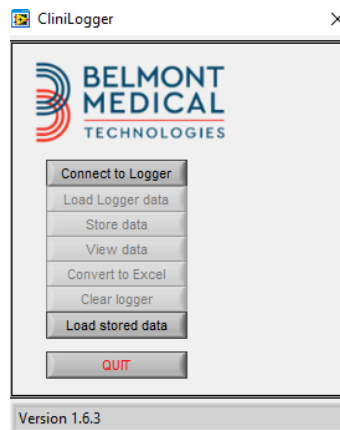 CliniLogger
BELMONT
MEDICAL
TECHNOLOGIES
Connect to Logger
Load Logger data
Store data
View data
Convert to Excel
Clear logger
Load stored data
QUIT
Version 1.6.3